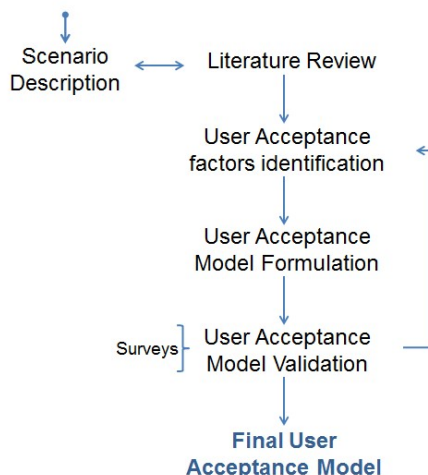 Scenario
Description
Literature Review
User Acceptance
factors identification
User Acceptance
Model Formulation
Surveys
User Acceptance
Model Validation
Final User
Acceptance Model